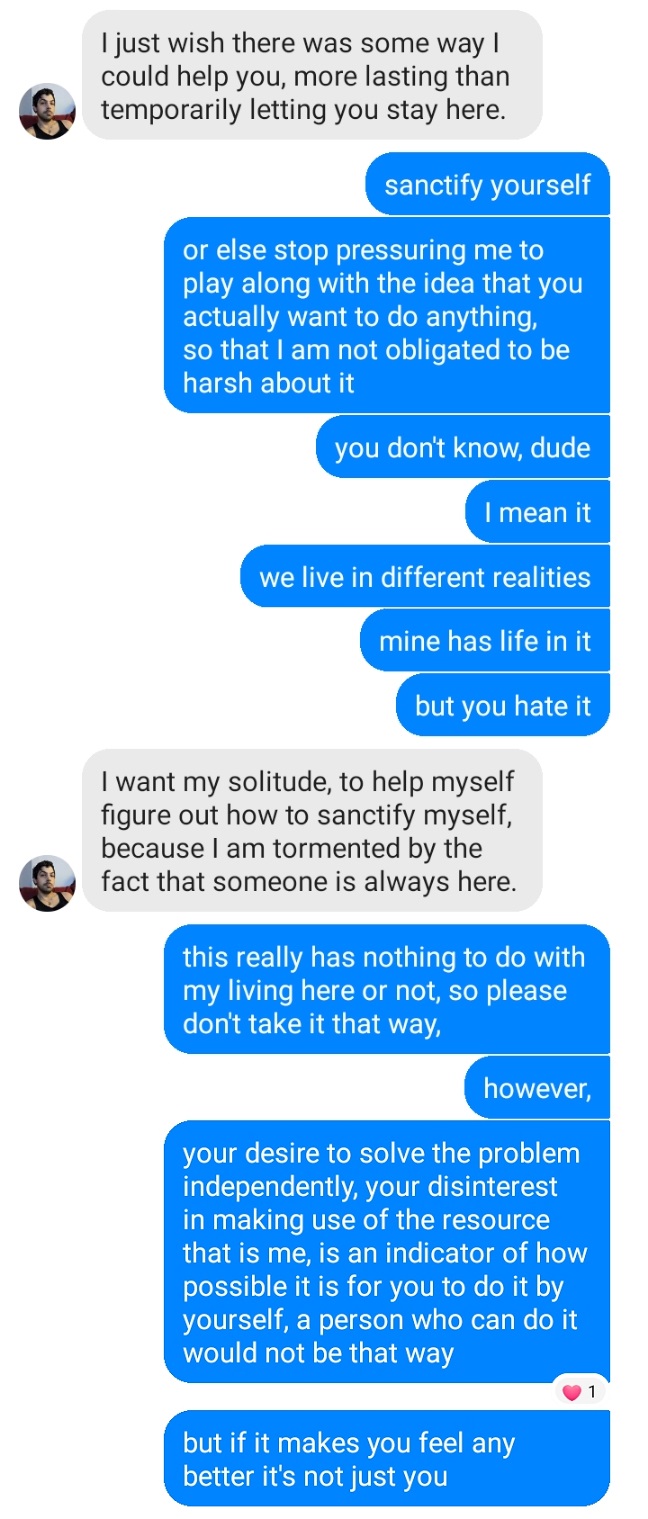 I just wish there was some way I
could help you, more lasting than
temporarily letting you stay here.
sanctify yourself
or else stop pressuring me to
play along with the idea that you
actually want to do anything,
so that I am not obligated to be
harsh about it
you don't know, dude
I mean it
we live in different realities
mine has life in it
but you hate it
I want my solitude, to help myself
figure out how to sanctify myself,
because I am tormented by the
fact that someone is always here.
this really has nothing to do with
my living here or not, so please
don't take it that way,
however,
your desire to solve the problem
independently, your disinterest
in making use of the resource
that is me, is an indicator of how
possible it is for you to do it by
yourself, a person who can do it
would not be that way
1
but if it makes you feel any
better it's not just you